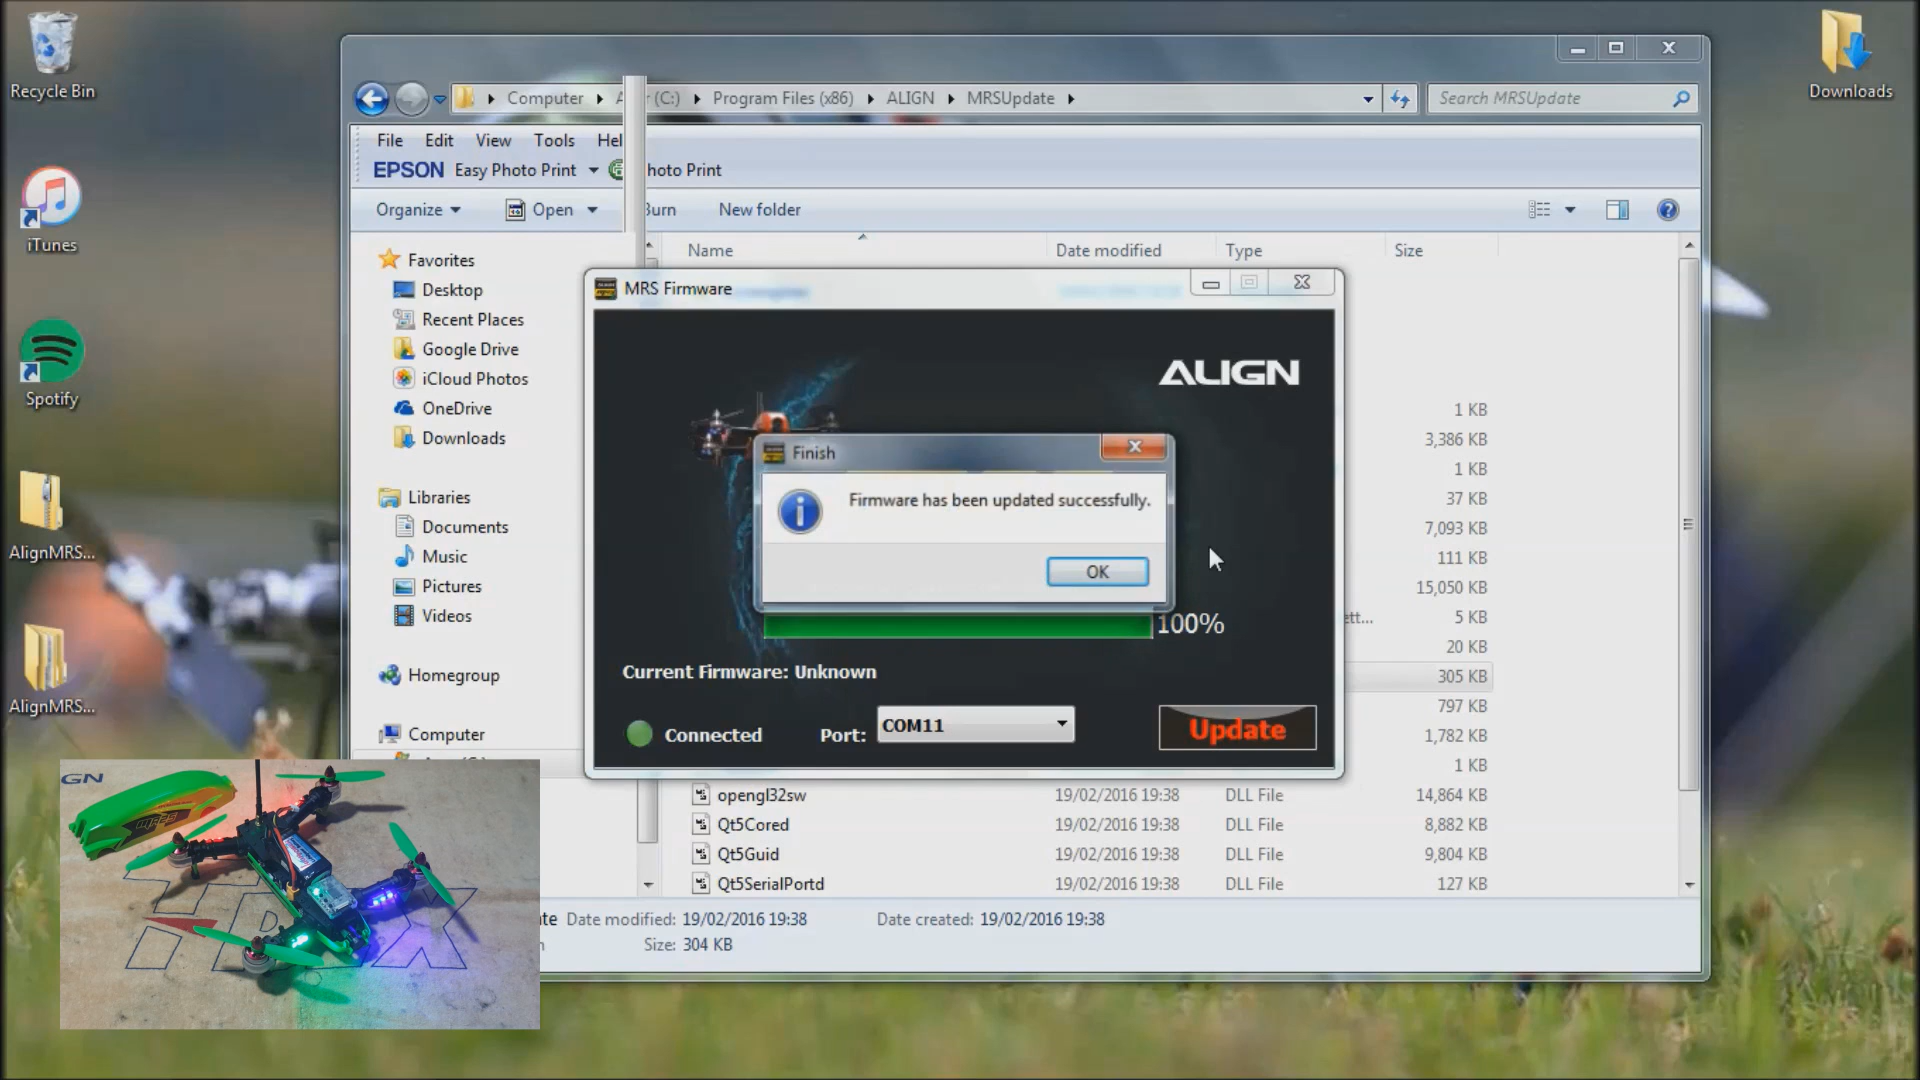 Recycle Bin
iTunes
Spotify
AlignMRS...
AlignMRS...
Downloads
Computer
(C:)
Program Files (x86)
ALIGN
MRSUpdate
Search MRSUpdate
File Edit View Tools Hel
EPSON Easy Photo Print
hoto Print
Organize Open Burn New folder
Name Date modified Type Size
Favorites
Desktop
Recent Places
Google Drive
iCloud Photos
OneDrive
Downloads
Libraries
Documents
Music
Pictures
Videos
Homegroup
Computer
MRS Firmware
ALIGN
Finish
Firmware has been updated successfully.
OK
100%
Current Firmware: Unknown
Connected
Port:
COM11
Update
1 KB
3,386 KB
1 KB
37 KB
7,093 KB
111 KB
15,050 KB
ett... 5 KB
20 KB
305 KB
797 KB
1,782 KB
1 KB
opengl32sw 19/02/2016 19:38 DLL File 14,864 KB
Qt5Cored 19/02/2016 19:38 DLL File 8,882 KB
Qt5Guid 19/02/2016 19:38 DLL File 9,804 KB
Qt5SerialPortd 19/02/2016 19:38 DLL File 127 KB
te Date modified: 19/02/2016 19:38 Date created: 19/02/2016 19:38
Size: 304 KB
GN
MR25